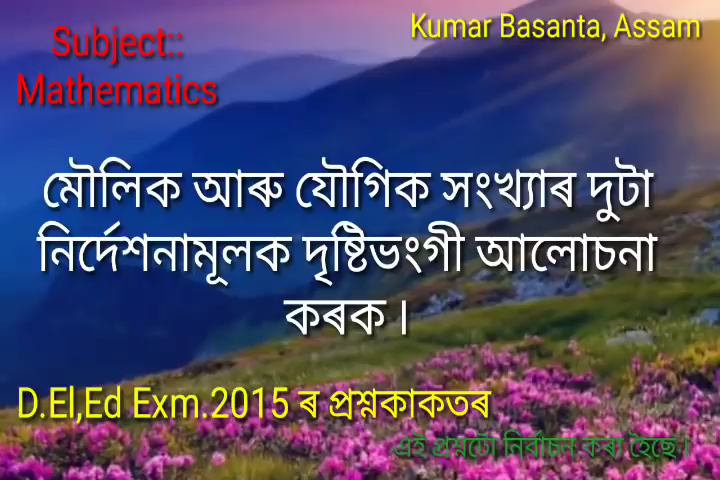 Subject::
Mathematics
Kumar Basanta, Assam
মৌলিক আৰু যৌগিক সংখ্যাৰ দুটা
নিৰ্দেশনামূলক দৃষ্টিভংগী আলোচনা
কৰক।
D.El,Ed Exm.2015 ৰ প্ৰশ্নকাকতৰ
এই প্ৰশ্নটো নিৰ্বাচন কৰা হৈছে।